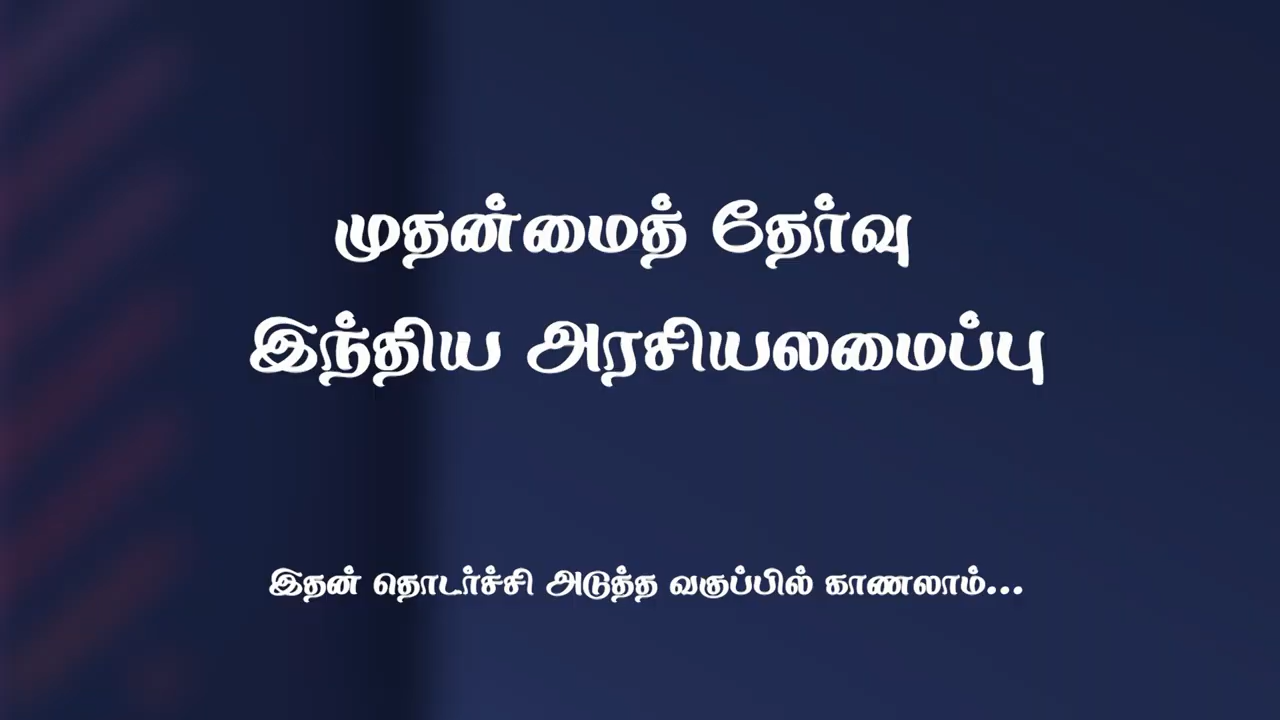 முதன்மைத் தேர்வு
இந்திய அரசியலமைப்பு
இதன் தொடர்ச்சி அடுத்த வகுப்பில் காணலாம்...